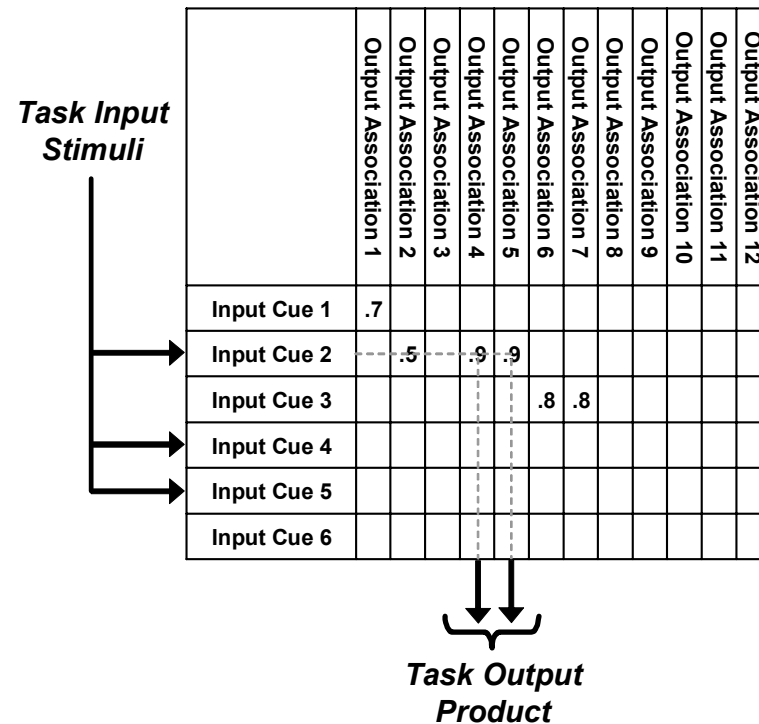 Task Input
Stimuli
Output Association 1
Output Association 2
Output Association 3
Output Association 4
Output Association 5
Output Association 6
Output Association 7
Output Association 8
Output Association 9
Output Association 10
Output Association 11
Output Association 12
Input Cue 1 .7
Input Cue 2 .5 .9 .9
Input Cue 3 .8 .8
Input Cue 4
Input Cue 5
Input Cue 6
Task Output
Product